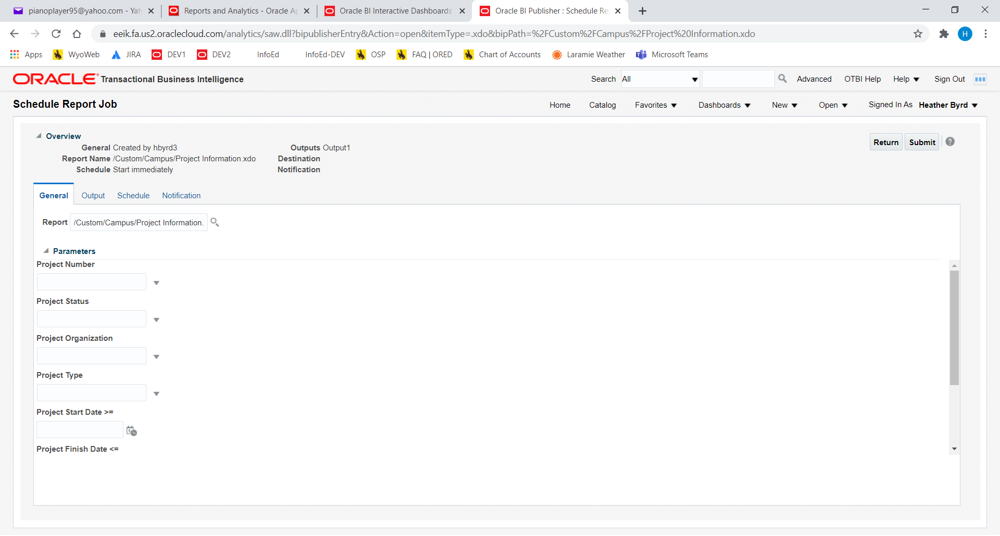 pianoplayer95@yahoo.com - Yah
Reports and Analytics - Oracle Ap
Oracle BI Interactive Dashboards
Oracle BI Publisher : Schedule Re
eeik.fa.us2.oraclecloud.com/analytics/saw.dll?bipublisherEntry&Action=open&itemType=.xdo&bipPath=%2FCustom%2FCampus%2FProject%20Information.xdo
H
Apps WyoWeb JIRA DEV1 DEV2 InfoEd InfoEd-DEV OSP FAQ | ORED Chart of Accounts Laramie Weather Microsoft Teams
ORACLE Transactional Business Intelligence
Search All Advanced OTBI Help Help Sign Out
Schedule Report Job
Home Catalog Favorites Dashboards New Open Signed In As Heather Byrd
Overview
Return Submit ?
General Created by hbyrd3 Outputs Output1
Report Name /Custom/Campus/Project Information.xdo Destination
Schedule Start immediately Notification
General Output Schedule Notification
Report /Custom/Campus/Project Information.
Parameters
Project Number
Project Status
Project Organization
Project Type
Project Start Date >=
Project Finish Date <=